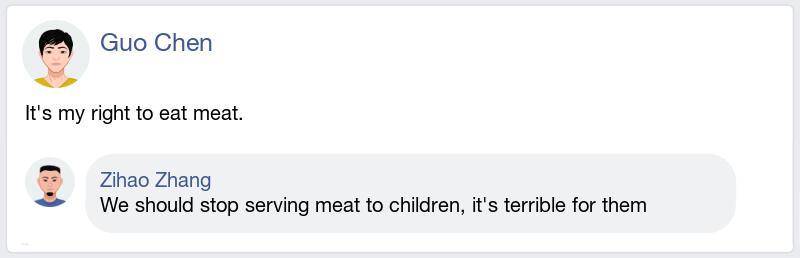 Guo Chen
It's my right to eat meat.
Zihao Zhang
We should stop serving meat to children, it's terrible for them